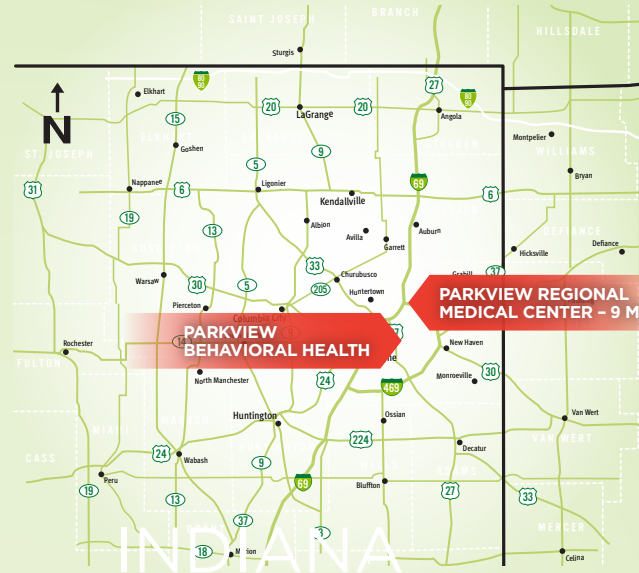 SAINT JOSEPH
BRANCH
HILLSDALE
Sturgis
80
90
27
80
90
Elkhart
20
LaGrange
20
Angola
15
N
Montpelier
ELKHART
Goshen
9
ST. JOSEPH
5
WILLIAMS
Bryan
31
Nappanee
6
Ligonier
69
6
Kendallville
19
13
Albion
Avilla
Auburn
DEFIANCE
Garrett
Defiance
Hicksville
33
Warsaw
30
5
Churubusco
Grabill
37
205
Huntertown
PARKVIEW REGIONAL
MEDICAL CENTER – 9 M
Pierceton
Columbia City
PARKVIEW
BEHAVIORAL HEALTH
14
9
New Haven
Rochester
ne
FULTON
North Manchester
24
469
Monroeville
30
Huntington
Ossian
Van Wert
MIAMI
224
VAN WERT
CASS
24
Wabash
9
Decatur
Peru
69
Bluffton
ADAMS
19
13
27
33
37
3
MERCER
INDIANA
18
Marion
Celina